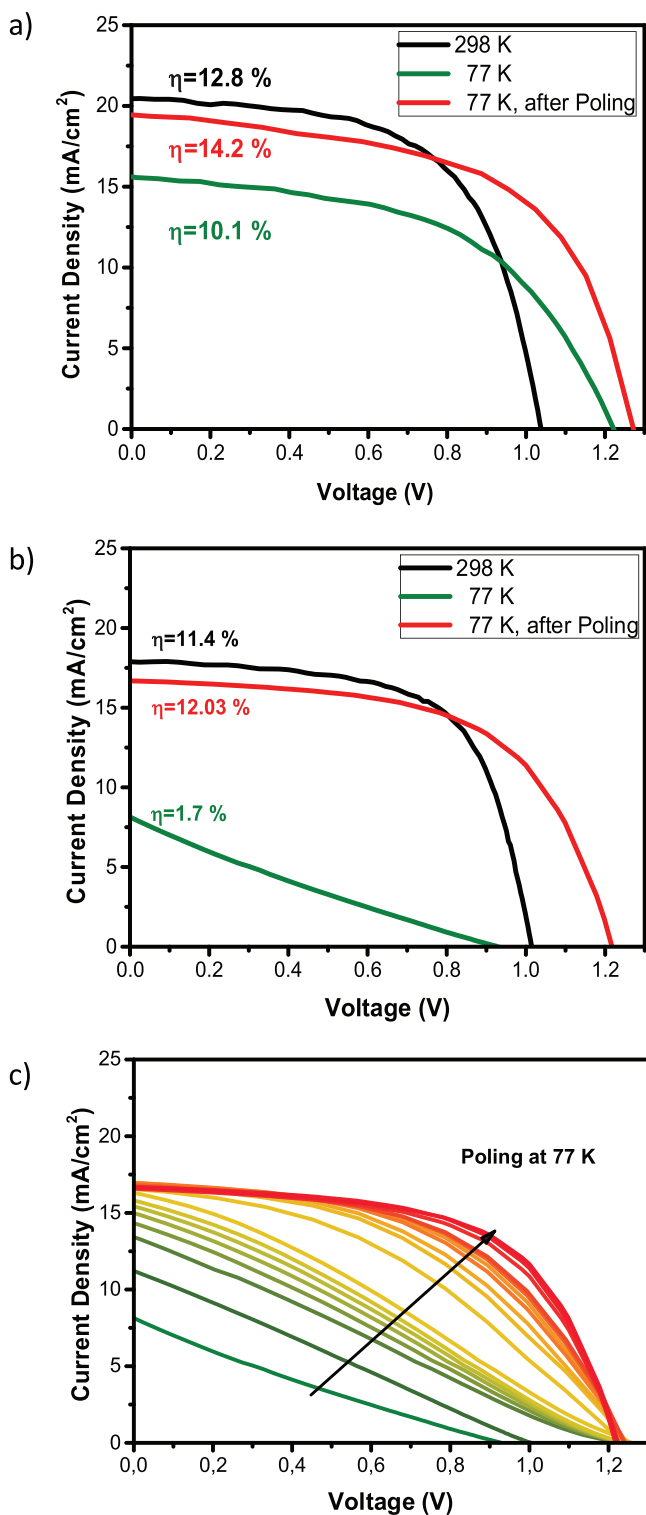 a)
25
20
15
10
5
0
Current Density (mA/cm²)
η=12.8 %
η=14.2 %
η=10.1 %
298 K
77 K
77 K, after Poling
0.0 0.2 0.4 0.6 0.8 1.0 1.2
Voltage (V)
b)
25
20
15
10
5
0
Current Density (mA/cm²)
298 K
77 K
77 K, after Poling
η=11.4 %
η=12.03 %
η=1.7 %
0.0 0.2 0.4 0.6 0.8 1.0 1.2
Voltage (V)
c)
25
20
15
10
5
0
Current Density (mA/cm²)
Poling at 77 K
0,0 0,2 0,4 0,6 0,8 1,0 1,2
Voltage (V)